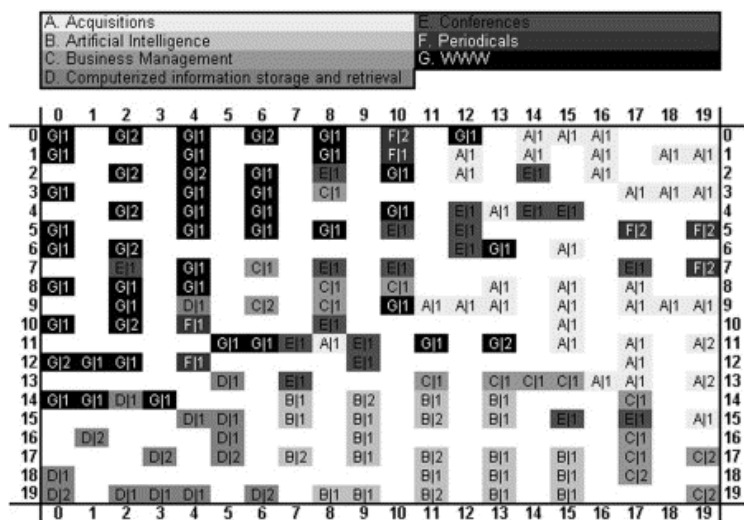 A. Acquisitions E. Conferences
B. Artificial Intelligence F. Periodicals
C. Business Management G. WWW
D. Computerized information storage and retrieval
0 1 2 3 4 5 6 7 8 9 10 11 12 13 14 15 16 17 18 19
0 G|1 G|2 G|1 G|2 G|1 F|2 G|1 A|1 A|1 A|1 0
1 G|1 G|1 G|1 F|1 A|1 A|1 A|1 A|1 A|1 1
2 G|2 G|2 G|1 E|1 G|1 A|1 E|1 A|1 2
3 G|1 G|1 G|1 C|1 A|1 A|1 A|1 3
4 G|2 G|1 G|1 G|1 E|1 A|1 E|1 E|1 4
5 G|1 G|1 G|1 G|1 E|1 E|1 F|2 F|2 5
6 G|1 G|2 E|1 G|1 A|1 6
7 E|1 G|1 C|1 E|1 E|1 E|1 F|2 7
8 G|1 G|1 G|1 C|1 C|1 A|1 A|1 A|1 8
9 G|1 D|1 C|2 C|1 G|1 A|1 A|1 A|1 A|1 A|1 A|1 A|1 9
10 G|1 G|2 F|1 E|1 A|1 10
11 G|1 G|1 E|1 A|1 E|1 G|1 G|2 A|1 A|1 A|2 11
12 G|2 G|1 G|1 F|1 E|1 A|1 12
13 D|1 E|1 C|1 C|1 C|1 C|1 A|1 A|1 A|2 13
14 G|1 G|1 D|1 G|1 B|1 B|2 B|1 B|1 C|1 14
15 D|1 D|1 B|1 B|1 B|2 B|1 E|1 E|1 A|1 15
16 D|2 D|1 B|1 C|1 16
17 D|2 D|2 B|2 B|1 B|2 B|1 B|1 C|1 C|2 17
18 D|1 B|1 B|1 B|1 C|2 18
19 D|2 D|1 D|1 D|1 D|2 B|1 B|1 B|2 B|1 B|1 C|2 19
0 1 2 3 4 5 6 7 8 9 10 11 12 13 14 15 16 17 18 19